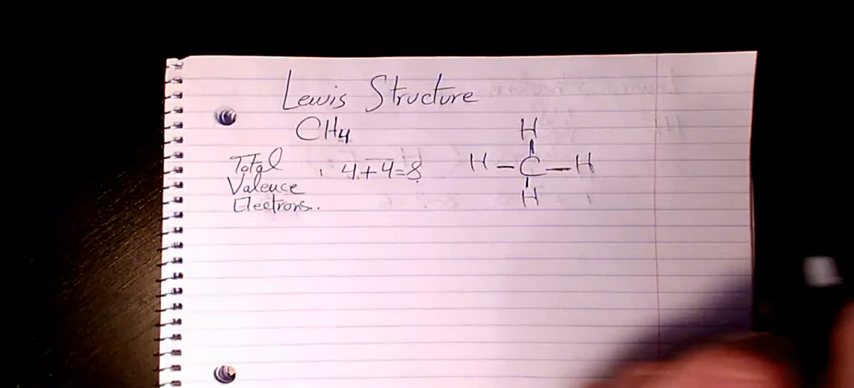 Lewis Structure
CH4
Total Valence Electrons. : 4+4=8
H
H-C-H
H